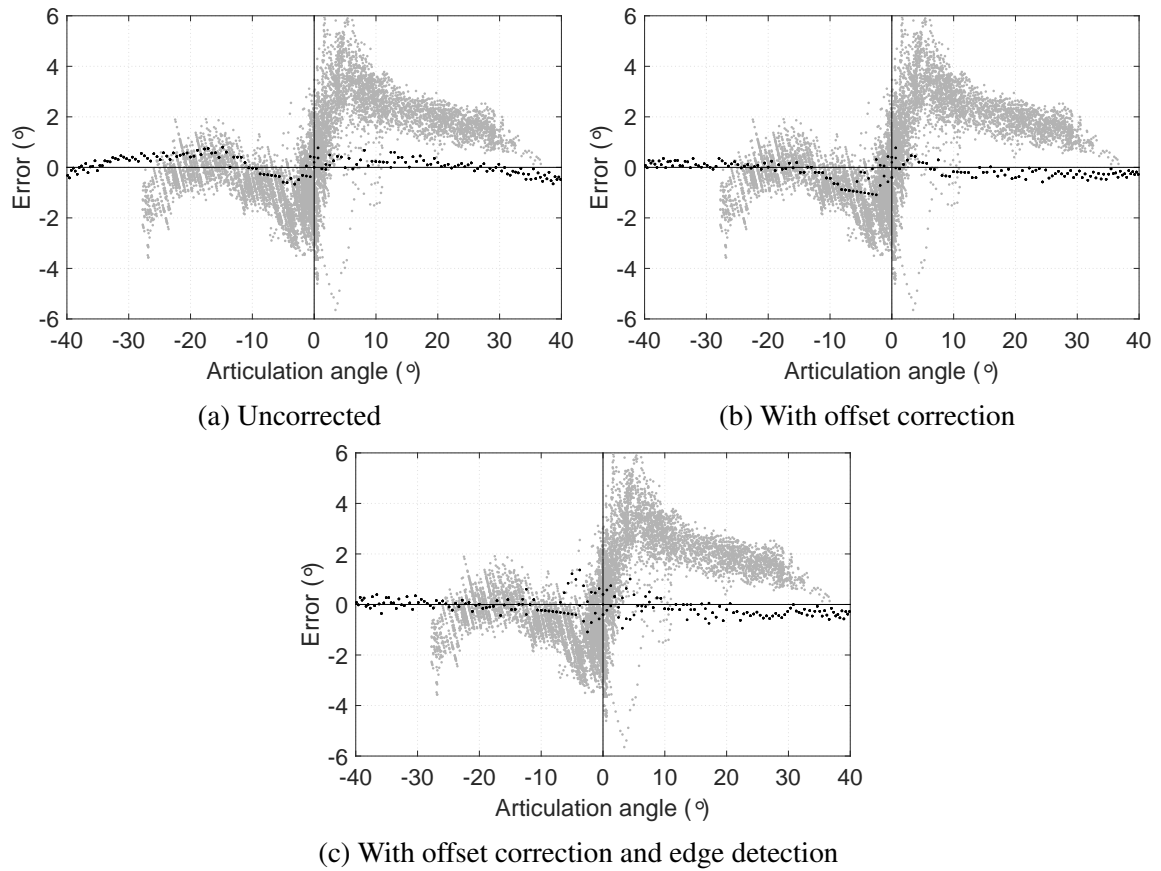 6
4
2
0
-2
-4
-6
Error (°)
-40 -30 -20 -10 0 10 20 30 40
Articulation angle (°)
(a) Uncorrected
6
4
2
0
-2
-4
-6
Error (°)
-40 -30 -20 -10 0 10 20 30 40
Articulation angle (°)
(b) With offset correction
6
4
2
0
-2
-4
-6
Error (°)
-40 -30 -20 -10 0 10 20 30 40
Articulation angle (°)
(c) With offset correction and edge detection